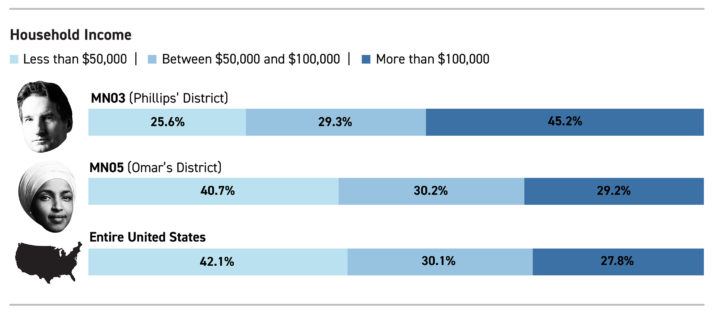 Household Income
Less than $50,000 | Between $50,000 and $100,000 | More than $100,000
MN03 (Phillips' District)
25.6% 29.3% 45.2%
MN05 (Omar's District)
40.7% 30.2% 29.2%
Entire United States
42.1% 30.1% 27.8%